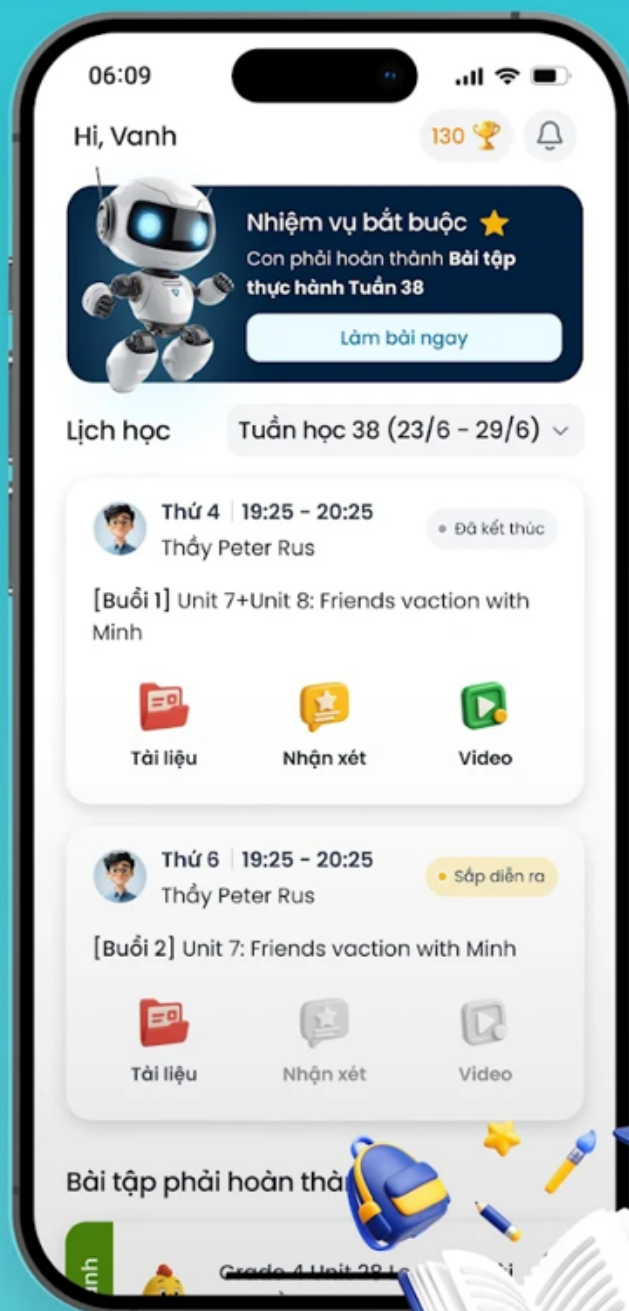 06:09
Hi, Vanh
130
Nhiệm vụ bắt buộc
Con phải hoàn thành Bài tập
thực hành Tuần 38
Làm bài ngay
Lịch học
Tuần học 38 (23/6 - 29/6)
Thứ 4 | 19:25 - 20:25
Đã kết thúc
Thầy Peter Rus
[Buổi 1] Unit 7+Unit 8: Friends vaction with
Minh
Tài liệu
Nhận xét
Video
Thứ 6 | 19:25 - 20:25
Sắp diễn ra
Thầy Peter Rus
[Buổi 2] Unit 7: Friends vaction with Minh
Tài liệu
Nhận xét
Video
Bài tập phải hoàn
Grade 4 Unit 28